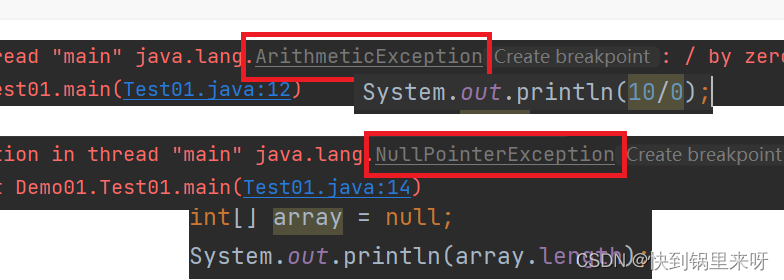 read "main" java.lang.ArithmeticException Create breakpoint : / by zero
est01.main(Test01.java:12)
System.out.println(10/0);
tion in thread "main" java.lang.NullPointerException Create breakpoint
t Demo01.Test01.main(Test01.java:14)
int[] array = null;
System.out.println(array.length);
CSDN @快到锅里来呀